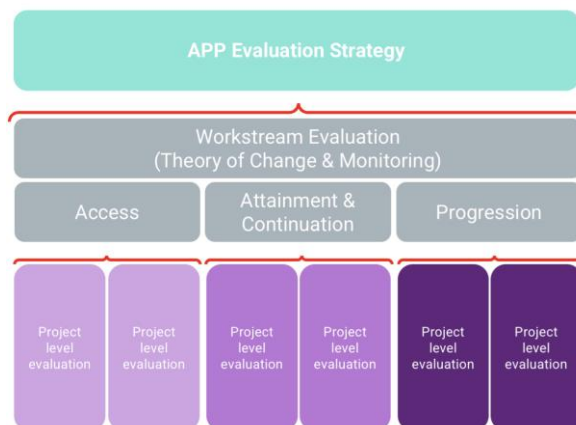 APP Evaluation Strategy
Workstream Evaluation
(Theory of Change & Monitoring)
Access
Attainment &
Continuation
Progression
Project
level
evaluation
Project
level
evaluation
Project
level
evaluation
Project
level
evaluation
Project
level
evaluation
Project
level
evaluation